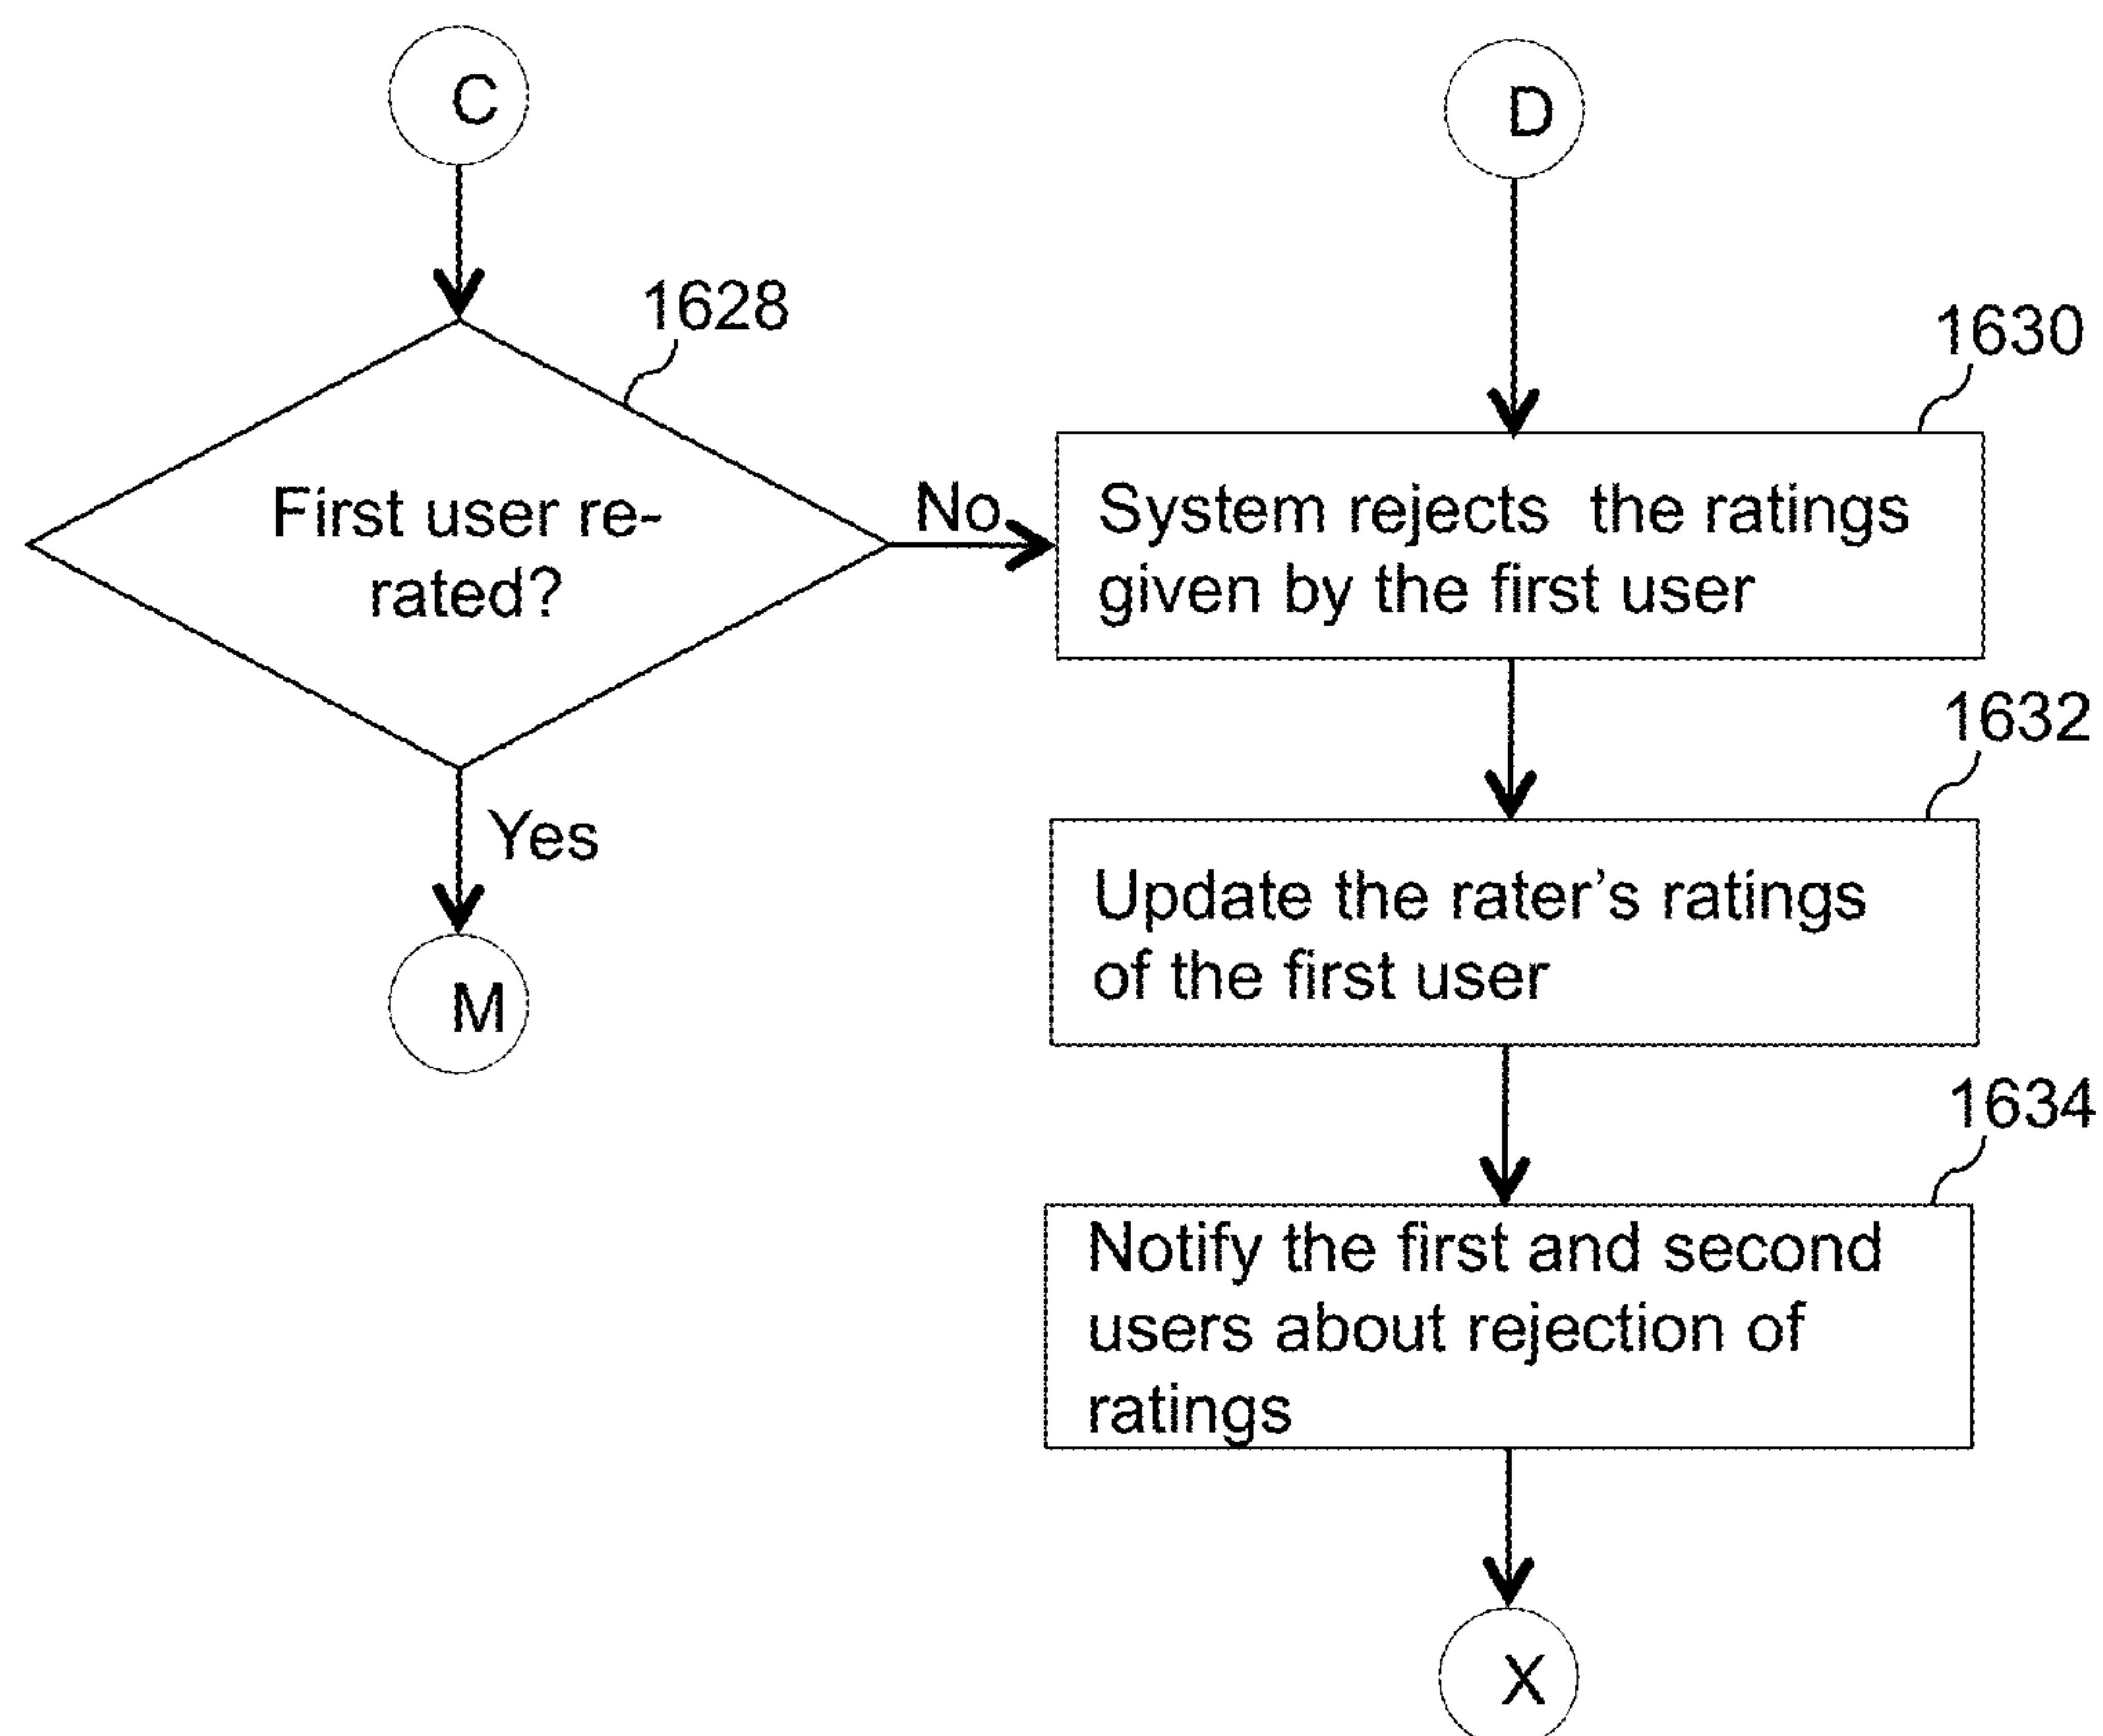 C
D
1628
1630
First user re-
rated?
No
System rejects  the ratings
given by the first user
1632
Yes
Update the rater's ratings
of the first user
M
1634
Notify the first and second
users about rejection of
ratings
X